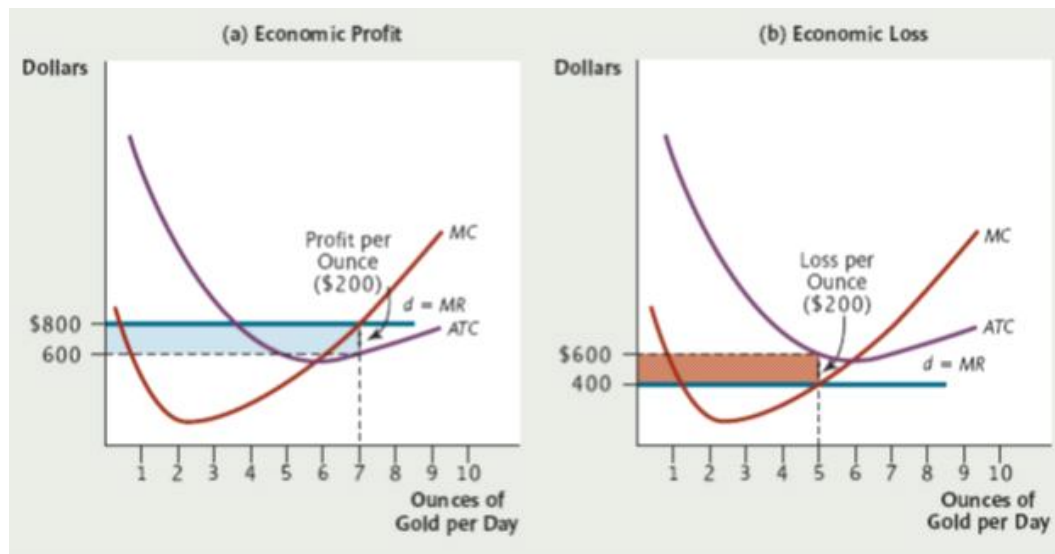 (a) Economic Profit
Dollars
MC
Profit per
Ounce
($200)
d = MR
$800
ATC
600
1 2 3 4 5 6 7 8 9 10
Ounces of
Gold per Day
(b) Economic Loss
Dollars
MC
Loss per
Ounce
($200)
ATC
$600
d = MR
400
1 2 3 4 5 6 7 8 9 10
Ounces of
Gold per Day